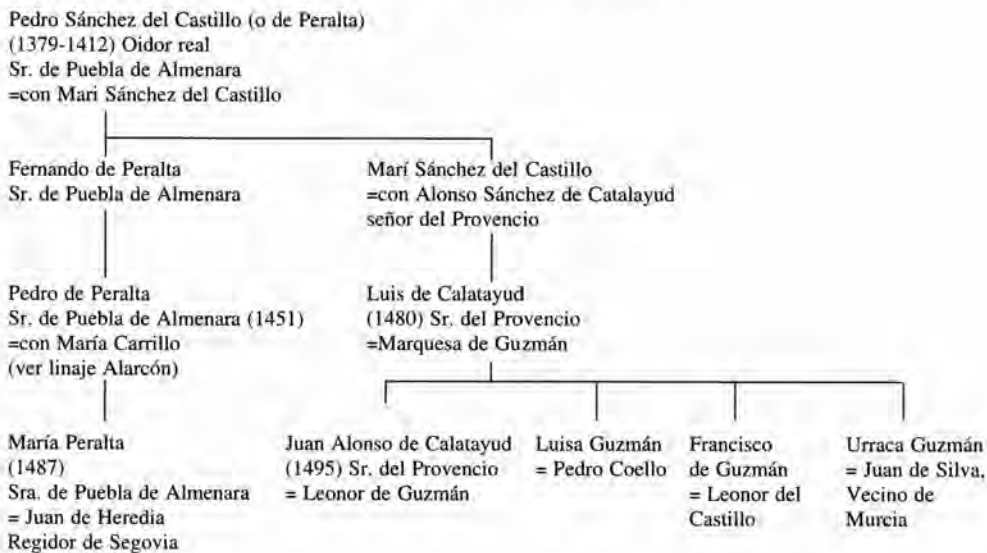 Pedro Sánchez del Castillo (o de Peralta)
(1379-1412) Oidor real
Sr. de Puebla de Almenara
=con Mari Sánchez del Castillo
Fernando de Peralta
Sr. de Puebla de Almenara
Marí Sánchez del Castillo
=con Alonso Sánchez de Catalayud
señor del Provencio
Pedro de Peralta
Sr. de Puebla de Almenara (1451)
=con María Carrillo
(ver linaje Alarcón)
Luis de Calatayud
(1480) Sr. del Provencio
=Marquesa de Guzmán
María Peralta
(1487)
Sra. de Puebla de Almenara
= Juan de Heredia
Regidor de Segovia
Juan Alonso de Calatayud
(1495) Sr. del Provencio
= Leonor de Guzmán
Luisa Guzmán
= Pedro Coello
Francisco
de Guzmán
= Leonor del
Castillo
Urraca Guzmán
= Juan de Silva,
Vecino de
Murcia